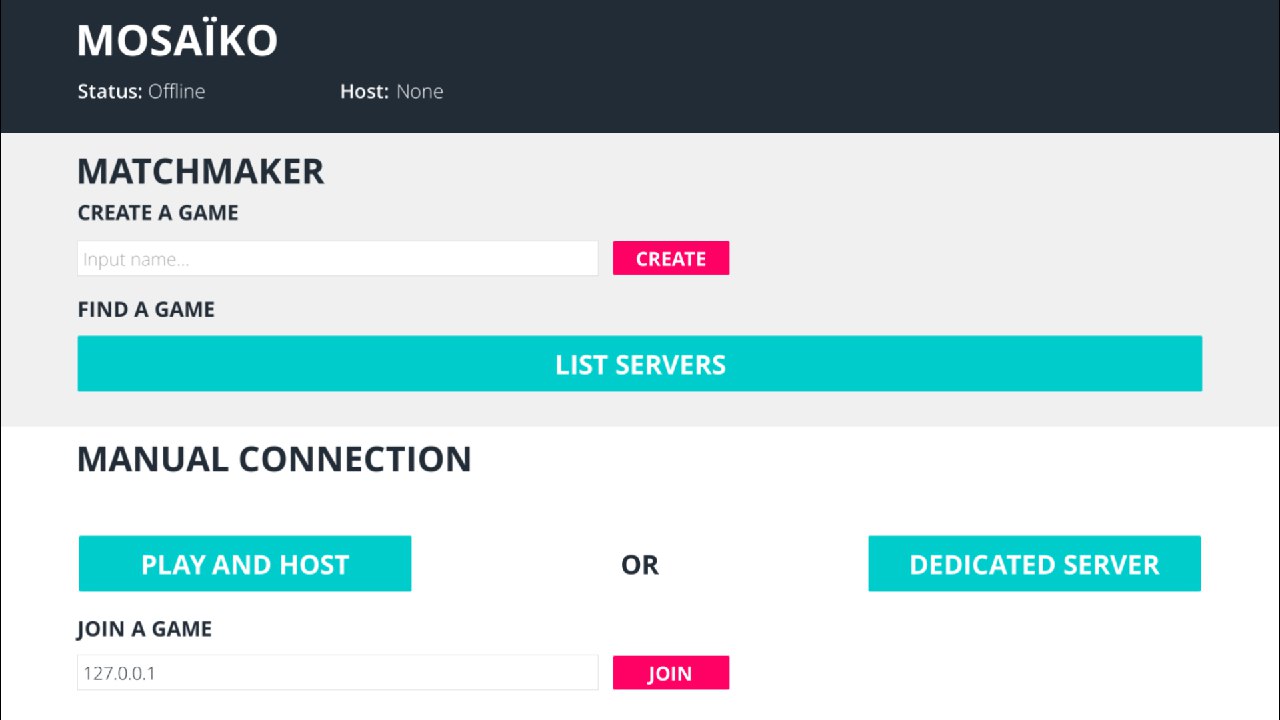 MOSAÏKO
Status: Offline Host: None
MATCHMAKER
CREATE A GAME
Input name... CREATE
FIND A GAME
LIST SERVERS
MANUAL CONNECTION
PLAY AND HOST OR DEDICATED SERVER
JOIN A GAME
127.0.0.1 JOIN